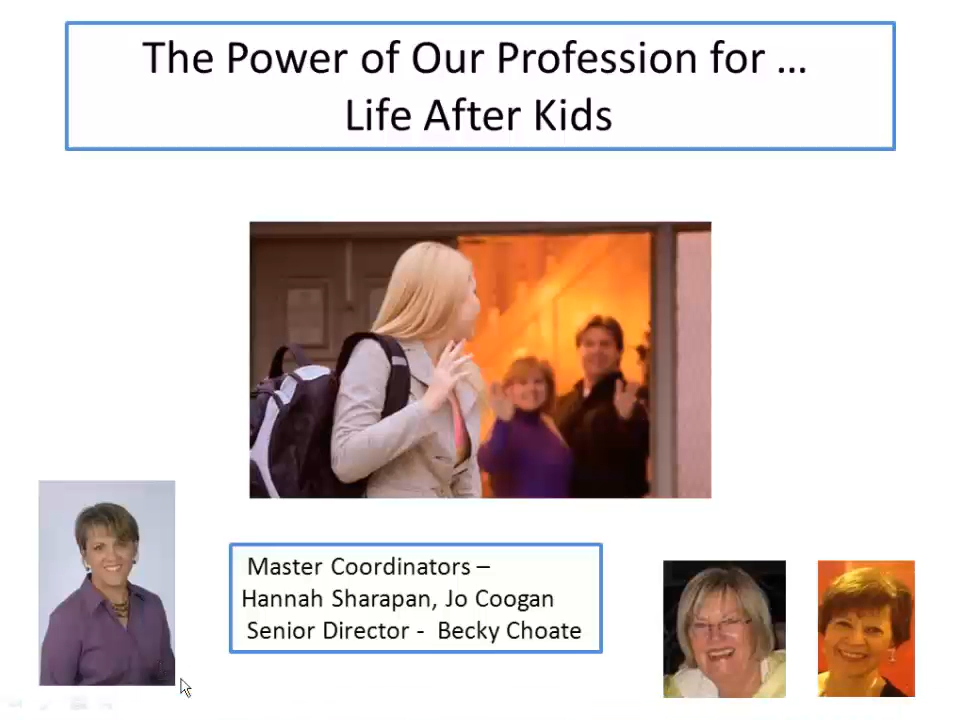 The Power of Our Profession for ...
Life After Kids
Master Coordinators –
Hannah Sharapan, Jo Coogan
Senior Director - Becky Choate